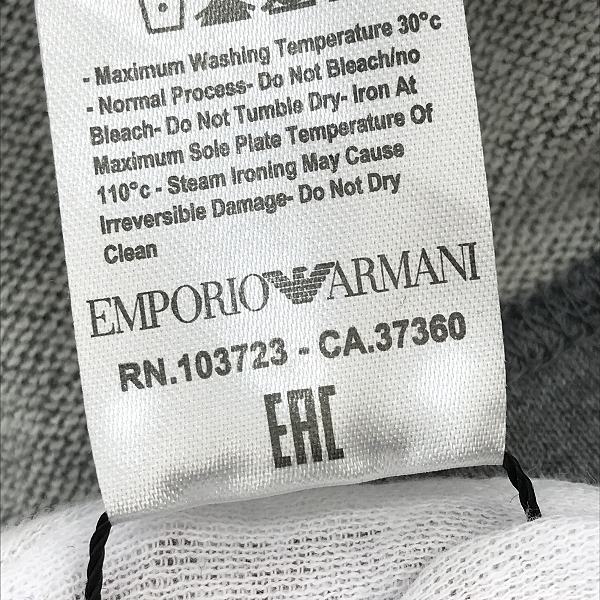 - Maximum Washing Temperature 30°c
- Normal Process- Do Not Bleach/no
Bleach- Do Not Tumble Dry- Iron At
Maximum Sole Plate Temperature Of
110°c - Steam Ironing May Cause
Irreversible Damage- Do Not Dry
Clean
EMPORIO ARMANI
RN.103723 - CA.37360
EAC